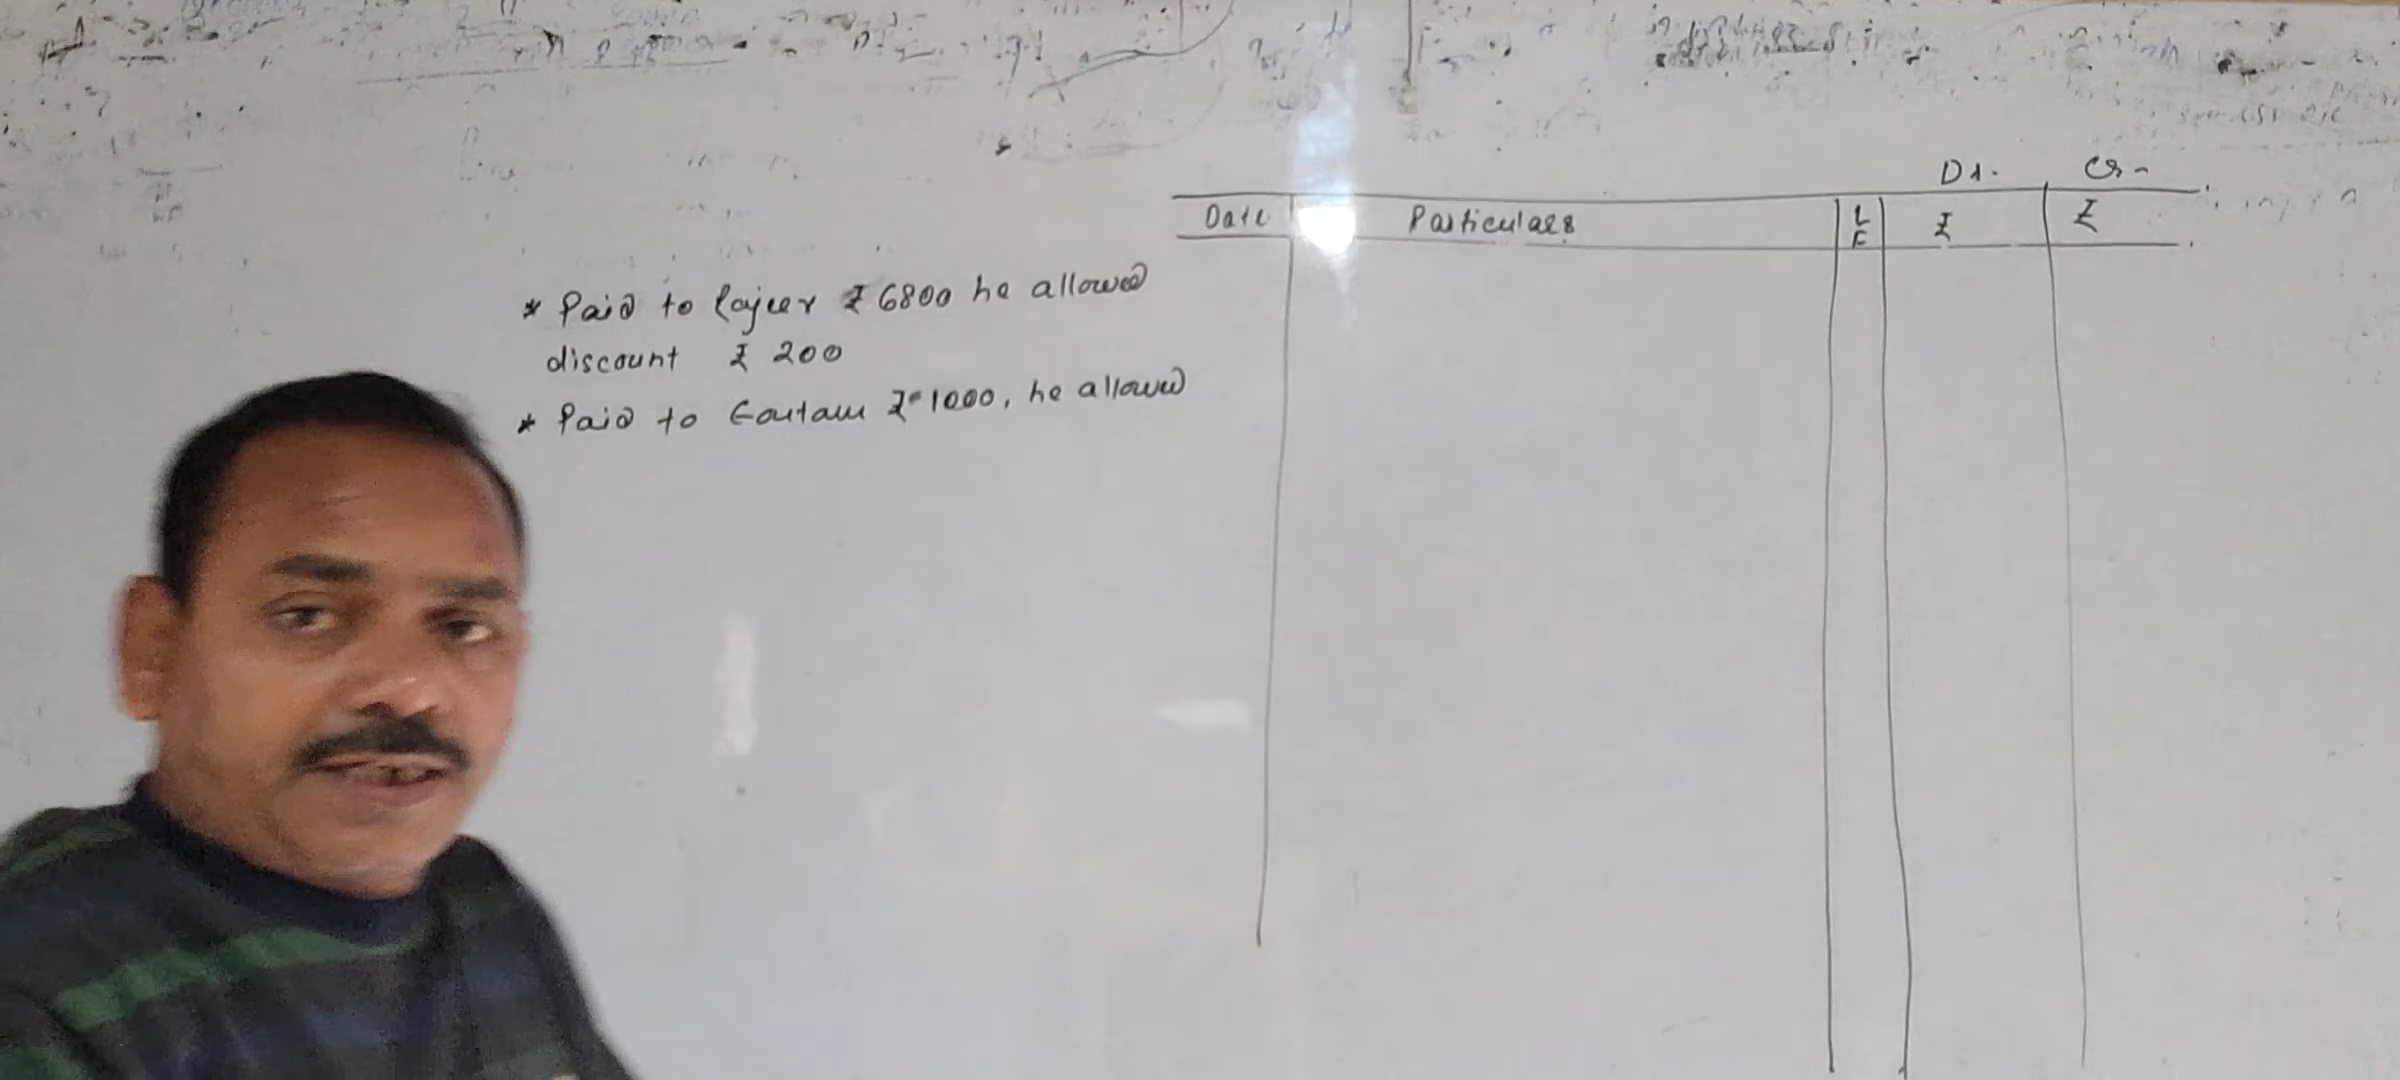 * Paid to Rajeev ₹ 6800 he allowed
discount ₹ 200
* Paid to Gautam ₹ 1000, he allowed
Dr. Cr.
Date Particulars L F ₹ ₹